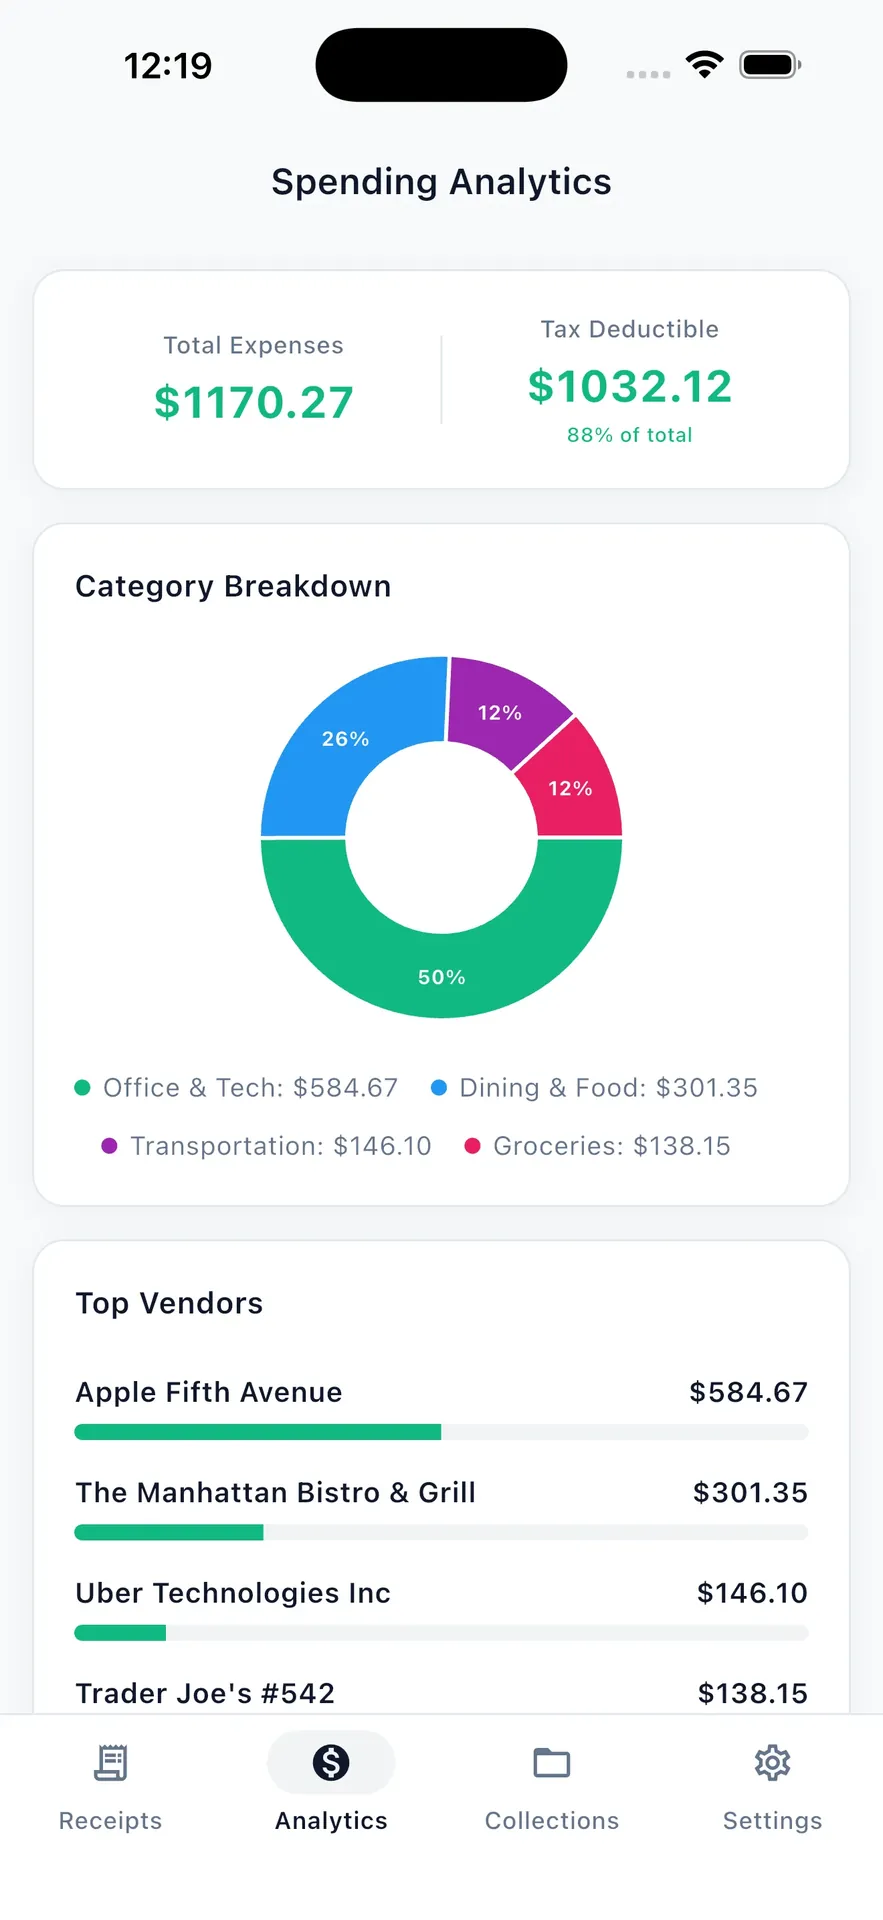 12:19
Spending Analytics
Total Expenses
$1170.27
Tax Deductible
$1032.12
88% of total
Category Breakdown
26%
12%
12%
50%
Office & Tech: $584.67
Dining & Food: $301.35
Transportation: $146.10
Groceries: $138.15
Top Vendors
Apple Fifth Avenue $584.67
The Manhattan Bistro & Grill $301.35
Uber Technologies Inc $146.10
Trader Joe's #542 $138.15
Receipts
Analytics
Collections
Settings